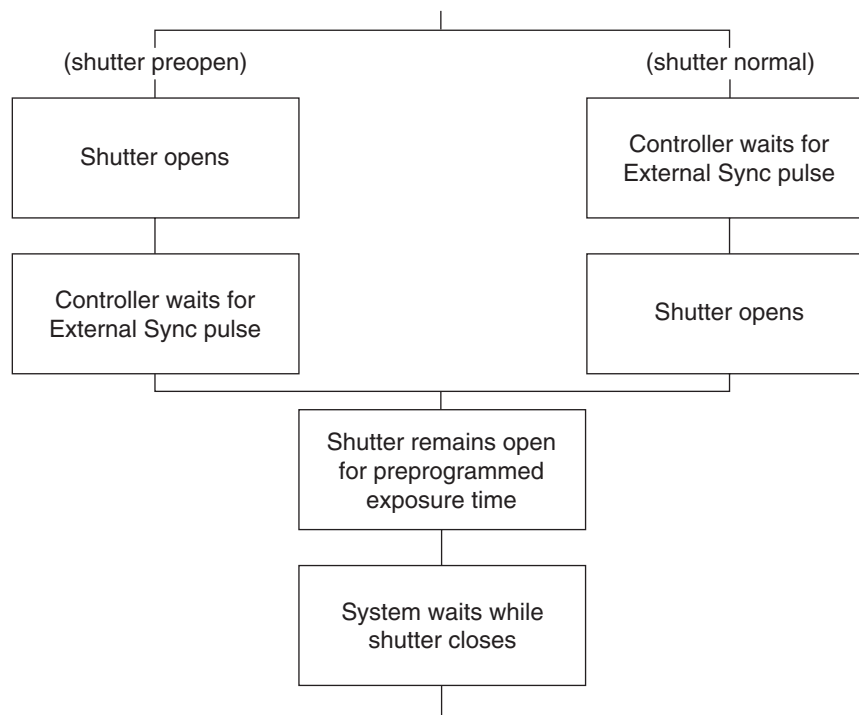 (shutter preopen)
(shutter normal)
Shutter opens
Controller waits for
External Sync pulse
Controller waits for
External Sync pulse
Shutter opens
Shutter remains open
for preprogrammed
exposure time
System waits while
shutter closes